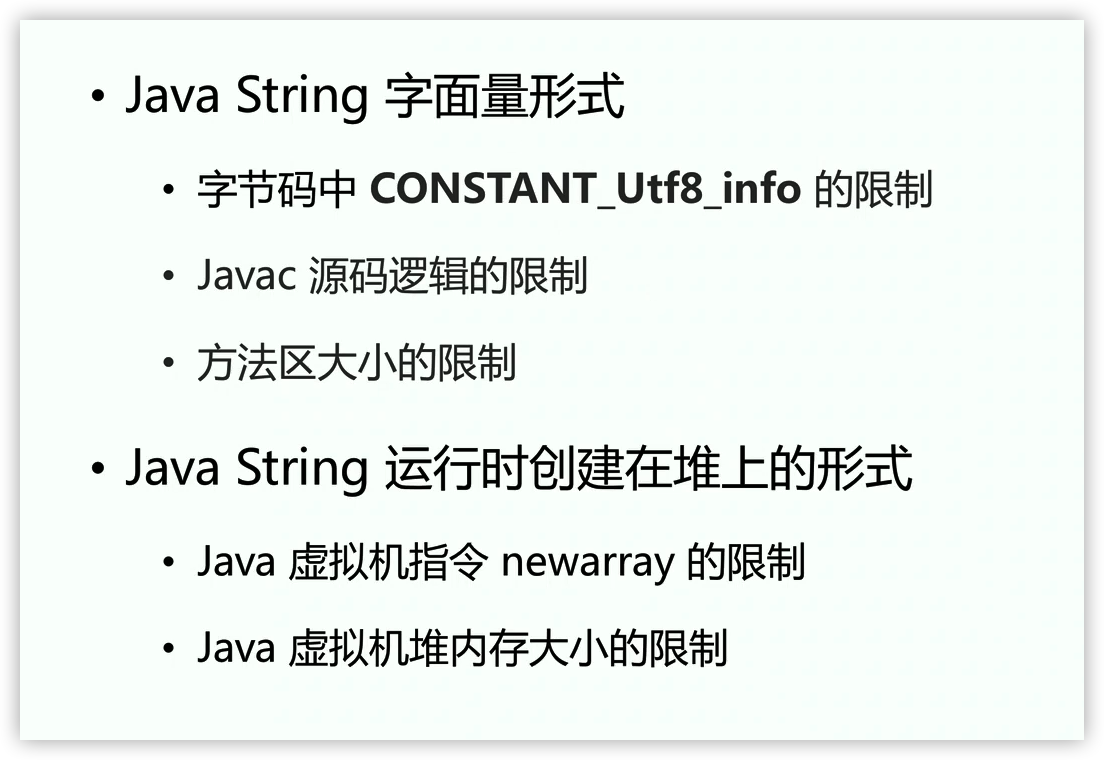 • Java String 字面量形式
• 字节码中 CONSTANT_Utf8_info 的限制
• Javac 源码逻辑的限制
• 方法区大小的限制
• Java String 运行时创建在堆上的形式
• Java 虚拟机指令 newarray 的限制
• Java 虚拟机堆内存大小的限制